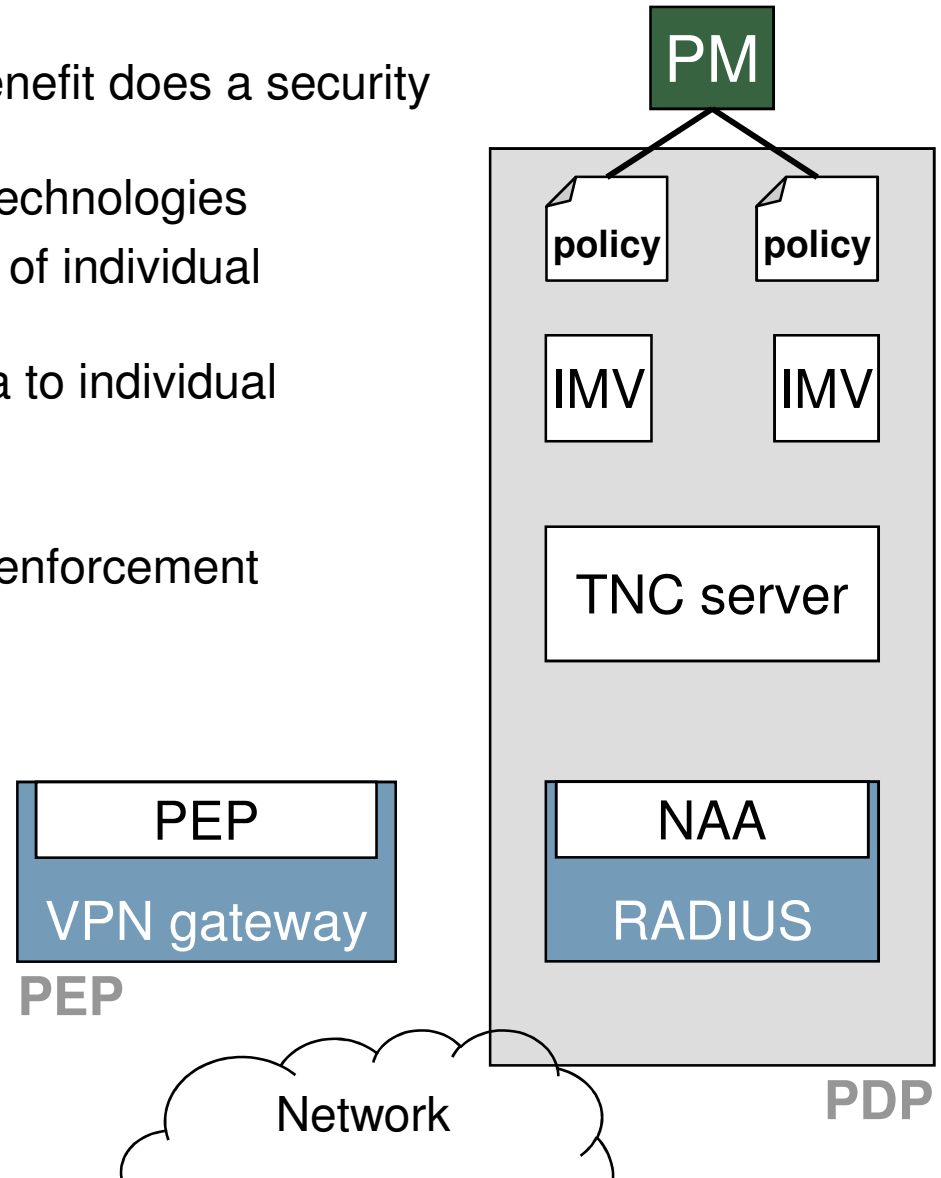 enefit does a security
echnologies
of individual
a to individual
enforcement
PM
policy policy
IMV IMV
TNC server
PEP
VPN gateway
PEP
NAA
RADIUS
PDP
Network